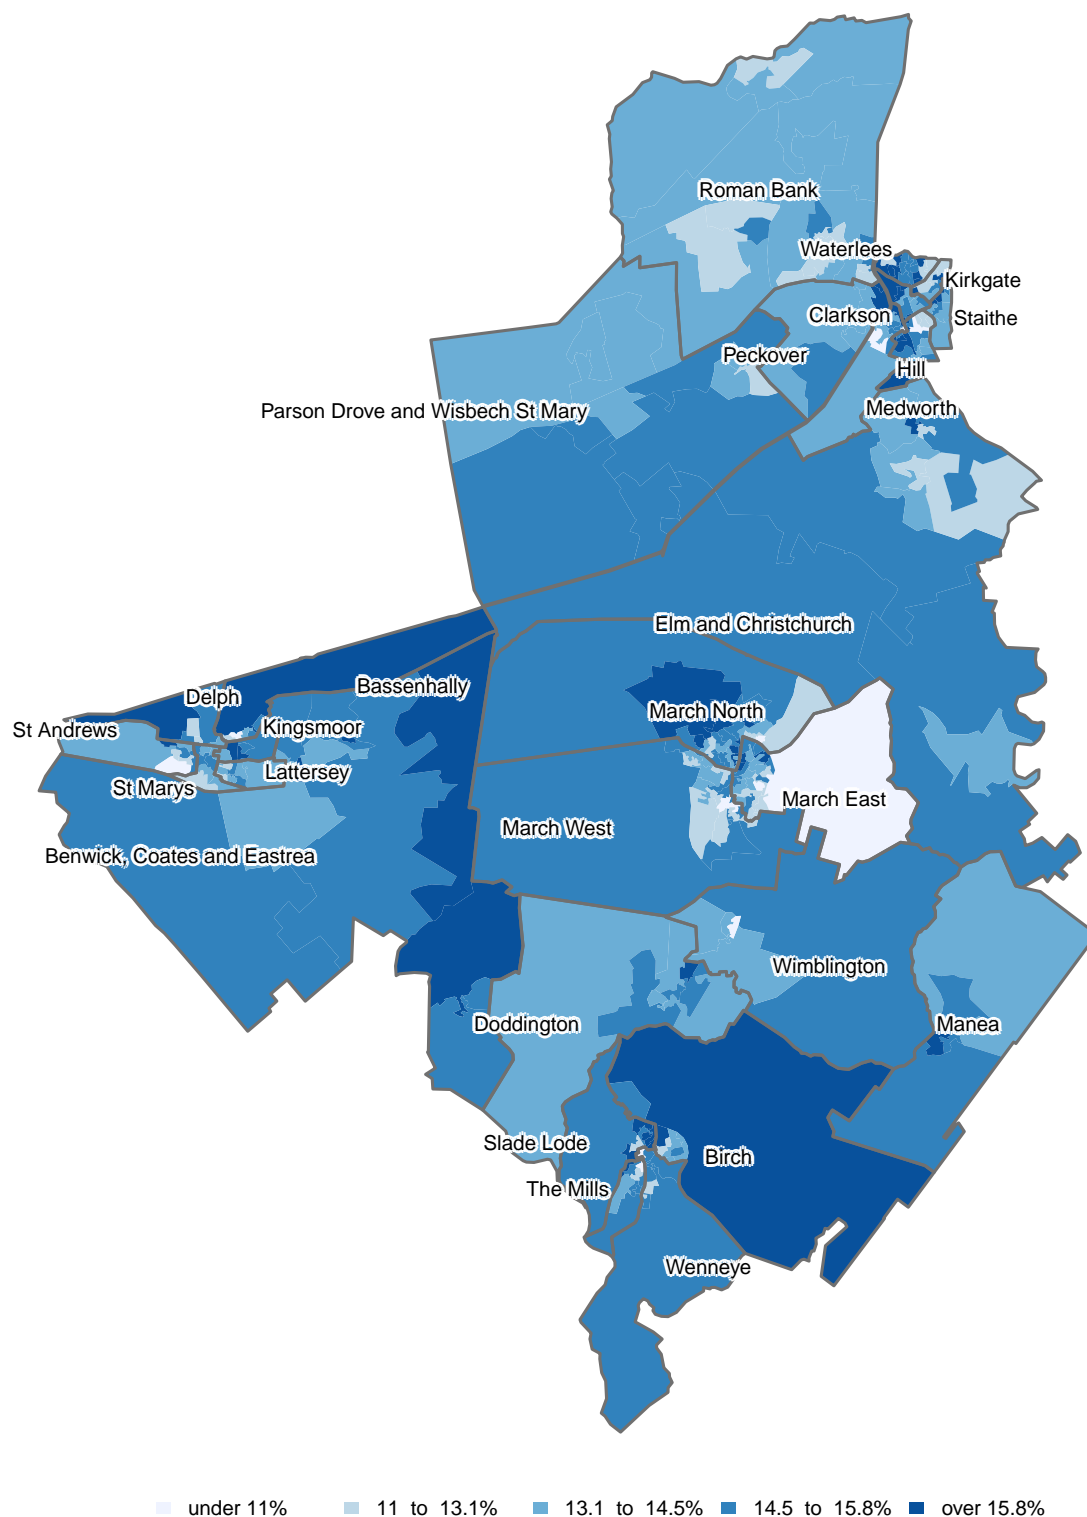 Roman Bank
Waterlees
Kirkgate
Clarkson
Staithe
Peckover
Hill
Parson Drove and Wisbech St Mary
Medworth
Elm and Christchurch
Bassenhally
Delph
March North
St Andrews
Kingsmoor
Lattersey
St Marys
March East
March West
Benwick, Coates and Eastrea
Wimblington
Doddington
Manea
Slade Lode
Birch
The Mills
Wenneye
under 11% 11 to 13.1% 13.1 to 14.5% 14.5 to 15.8% over 15.8%